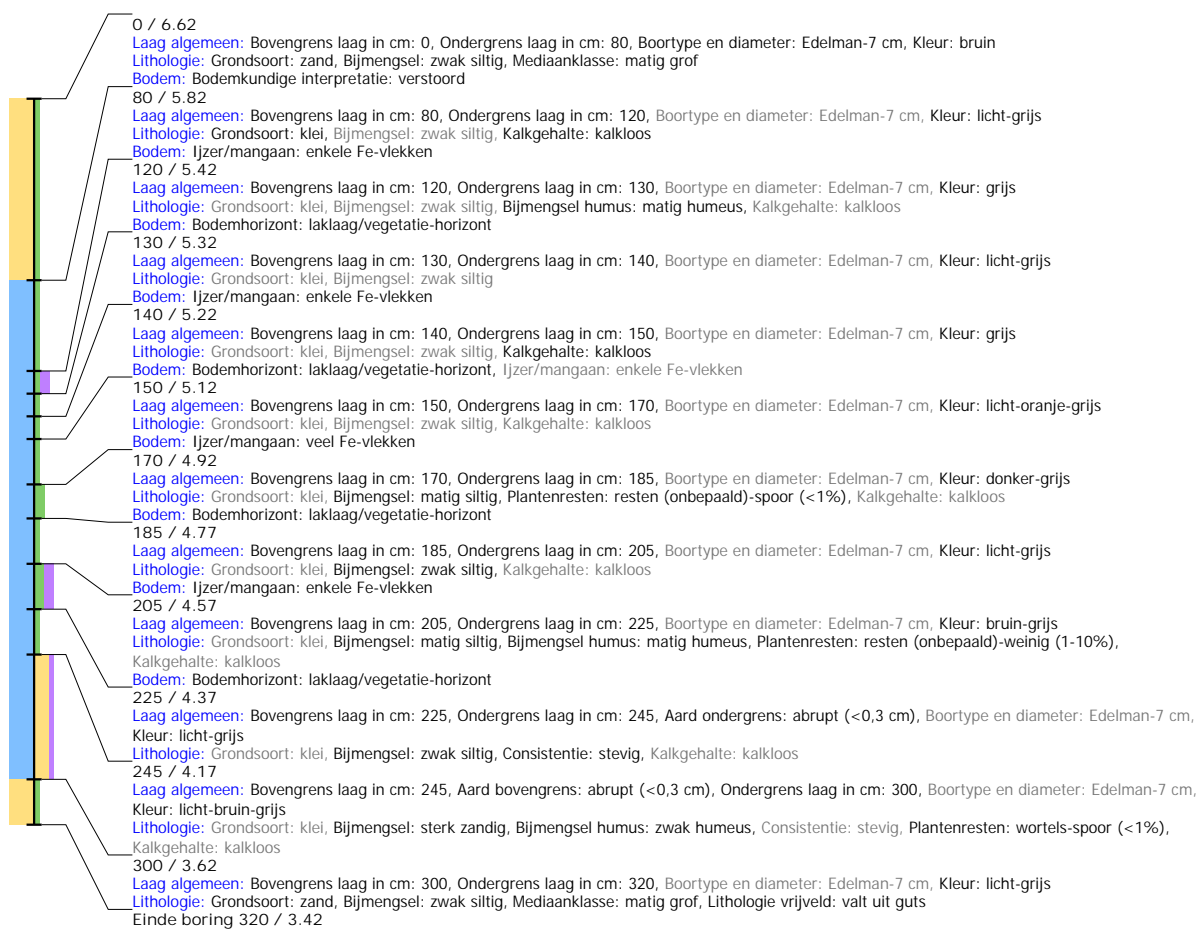 0 / 6.62
Laag algemeen: Bovengrens laag in cm: 0, Ondergrens laag in cm: 80, Boortype en diameter: Edelman-7 cm, Kleur: bruin
Lithologie: Grondsoort: zand, Bijmengsel: zwak siltig, Mediaanklasse: matig grof
Bodem: Bodemkundige interpretatie: verstoord
80 / 5.82
Laag algemeen: Bovengrens laag in cm: 80, Ondergrens laag in cm: 120, Boortype en diameter: Edelman-7 cm, Kleur: licht-grijs
Lithologie: Grondsoort: klei, Bijmengsel: zwak siltig, Kalkgehalte: kalkloos
Bodem: Ijzer/mangaan: enkele Fe-vlekken
120 / 5.42
Laag algemeen: Bovengrens laag in cm: 120, Ondergrens laag in cm: 130, Boortype en diameter: Edelman-7 cm, Kleur: grijs
Lithologie: Grondsoort: klei, Bijmengsel: zwak siltig, Bijmengsel humus: matig humeus, Kalkgehalte: kalkloos
Bodem: Bodemhorizont: laklaag/vegetatie-horizont
130 / 5.32
Laag algemeen: Bovengrens laag in cm: 130, Ondergrens laag in cm: 140, Boortype en diameter: Edelman-7 cm, Kleur: licht-grijs
Lithologie: Grondsoort: klei, Bijmengsel: zwak siltig
Bodem: Ijzer/mangaan: enkele Fe-vlekken
140 / 5.22
Laag algemeen: Bovengrens laag in cm: 140, Ondergrens laag in cm: 150, Boortype en diameter: Edelman-7 cm, Kleur: grijs
Lithologie: Grondsoort: klei, Bijmengsel: zwak siltig, Kalkgehalte: kalkloos
Bodem: Bodemhorizont: laklaag/vegetatie-horizont, Ijzer/mangaan: enkele Fe-vlekken
150 / 5.12
Laag algemeen: Bovengrens laag in cm: 150, Ondergrens laag in cm: 170, Boortype en diameter: Edelman-7 cm, Kleur: licht-oranje-grijs
Lithologie: Grondsoort: klei, Bijmengsel: zwak siltig, Kalkgehalte: kalkloos
Bodem: Ijzer/mangaan: veel Fe-vlekken
170 / 4.92
Laag algemeen: Bovengrens laag in cm: 170, Ondergrens laag in cm: 185, Boortype en diameter: Edelman-7 cm, Kleur: donker-grijs
Lithologie: Grondsoort: klei, Bijmengsel: matig siltig, Plantenresten: resten (onbepaald)-spoor (<1%), Kalkgehalte: kalkloos
Bodem: Bodemhorizont: laklaag/vegetatie-horizont
185 / 4.77
Laag algemeen: Bovengrens laag in cm: 185, Ondergrens laag in cm: 205, Boortype en diameter: Edelman-7 cm, Kleur: licht-grijs
Lithologie: Grondsoort: klei, Bijmengsel: zwak siltig, Kalkgehalte: kalkloos
Bodem: Ijzer/mangaan: enkele Fe-vlekken
205 / 4.57
Laag algemeen: Bovengrens laag in cm: 205, Ondergrens laag in cm: 225, Boortype en diameter: Edelman-7 cm, Kleur: bruin-grijs
Lithologie: Grondsoort: klei, Bijmengsel: matig siltig, Bijmengsel humus: matig humeus, Plantenresten: resten (onbepaald)-weinig (1-10%),
Kalkgehalte: kalkloos
Bodem: Bodemhorizont: laklaag/vegetatie-horizont
225 / 4.37
Laag algemeen: Bovengrens laag in cm: 225, Ondergrens laag in cm: 245, Aard ondergrens: abrupt (<0,3 cm), Boortype en diameter: Edelman-7 cm,
Kleur: licht-grijs
Lithologie: Grondsoort: klei, Bijmengsel: zwak siltig, Consistentie: stevig, Kalkgehalte: kalkloos
245 / 4.17
Laag algemeen: Bovengrens laag in cm: 245, Aard bovengrens: abrupt (<0,3 cm), Ondergrens laag in cm: 300, Boortype en diameter: Edelman-7 cm,
Kleur: licht-bruin-grijs
Lithologie: Grondsoort: klei, Bijmengsel: sterk zandig, Bijmengsel humus: zwak humeus, Consistentie: stevig, Plantenresten: wortels-spoor (<1%),
Kalkgehalte: kalkloos
300 / 3.62
Laag algemeen: Bovengrens laag in cm: 300, Ondergrens laag in cm: 320, Boortype en diameter: Edelman-7 cm, Kleur: licht-grijs
Lithologie: Grondsoort: zand, Bijmengsel: zwak siltig, Mediaanklasse: matig grof, Lithologie vrijveld: valt uit guts
Einde boring 320 / 3.42